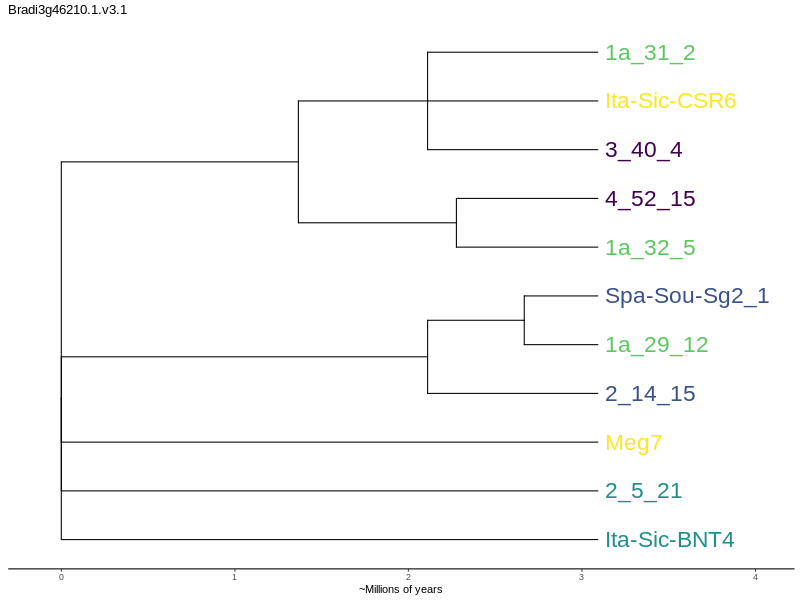 Bradi3g46210.1.v3.1
1a_31_2
Ita-Sic-CSR6
3_40_4
4_52_15
1a_32_5
Spa-Sou-Sg2_1
1a_29_12
2_14_15
Meg7
2_5_21
Ita-Sic-BNT4
0 1 2 3 4
~Millions of years